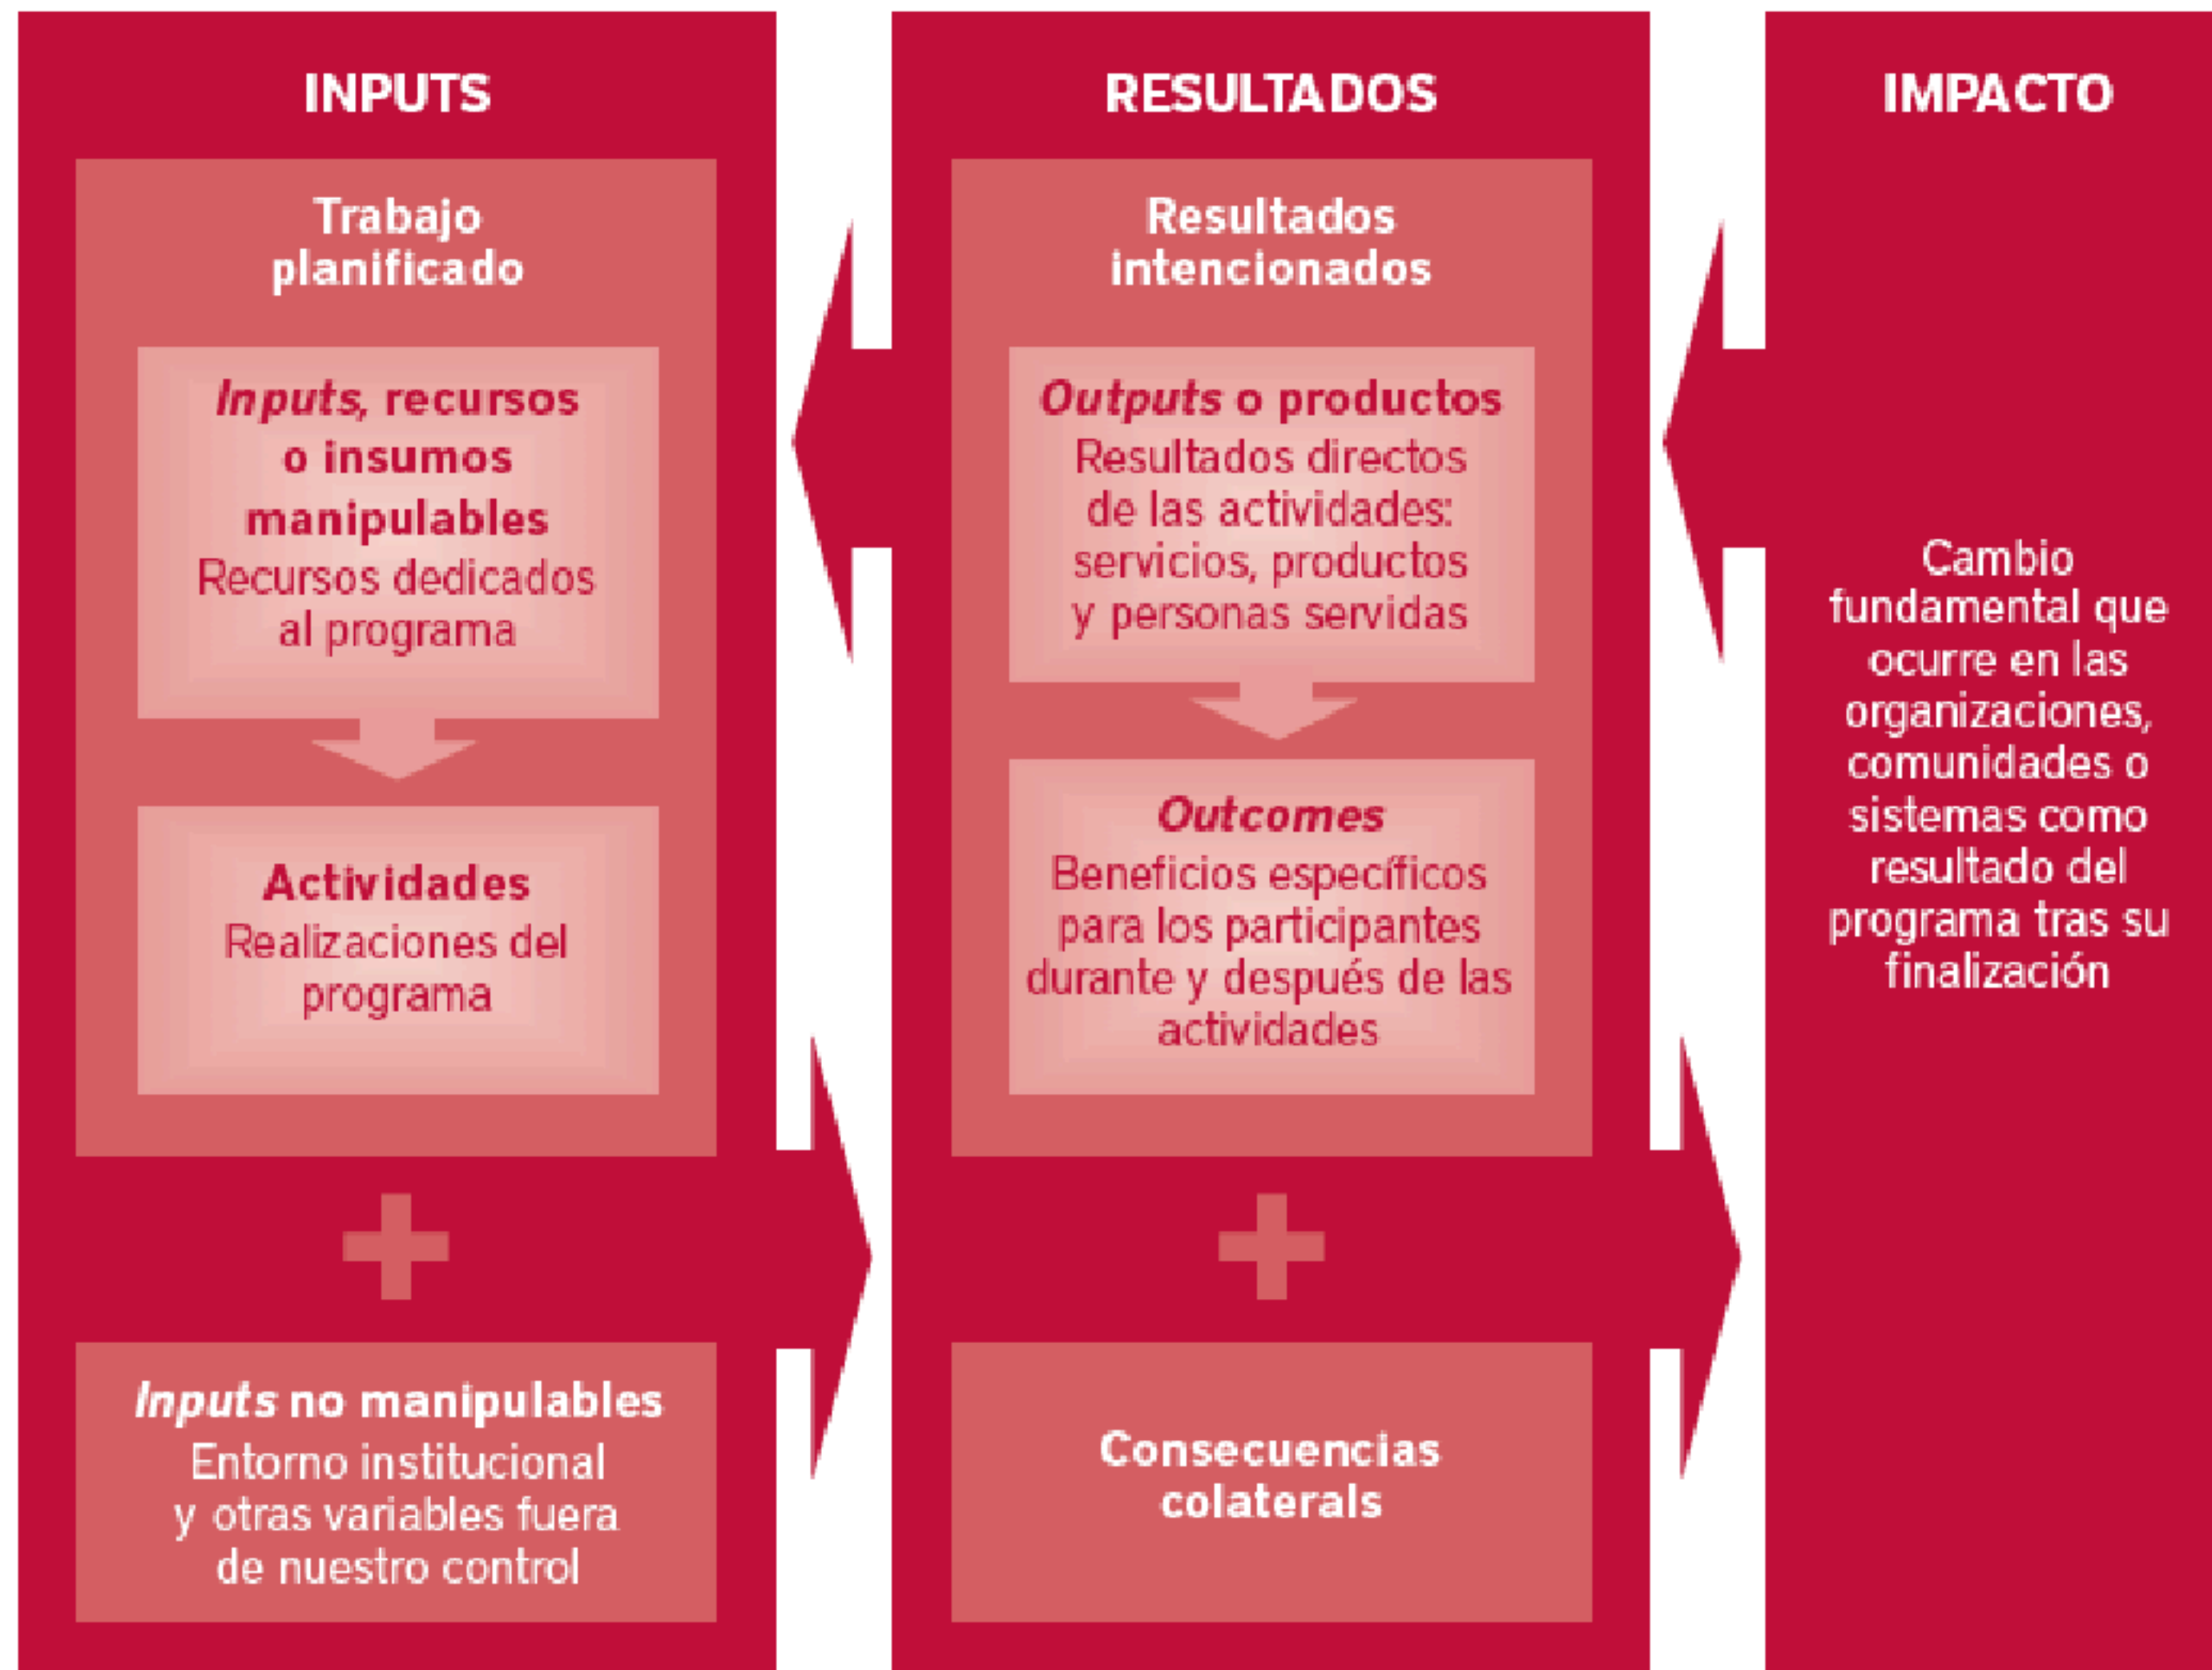 INPUTS
Trabajo
planificado
Inputs, recursos
o insumos
manipulables
Recursos dedicados
al programa
Actividades
Realizaciones del
programa
Inputs no manipulables
Entorno institucional
y otras variables fuera
de nuestro control
RESULTADOS
Resultados
intencionados
Outputs o productos
Resultados directos
de las actividades:
servicios, productos
y personas servidas
Outcomes
Beneficios específicos
para los participantes
durante y después de las
actividades
Consecuencias
colaterals
IMPACTO
Cambio
fundamental que
ocurre en las
organizaciones,
comunidades o
sistemas como
resultado del
programa tras su
finalización